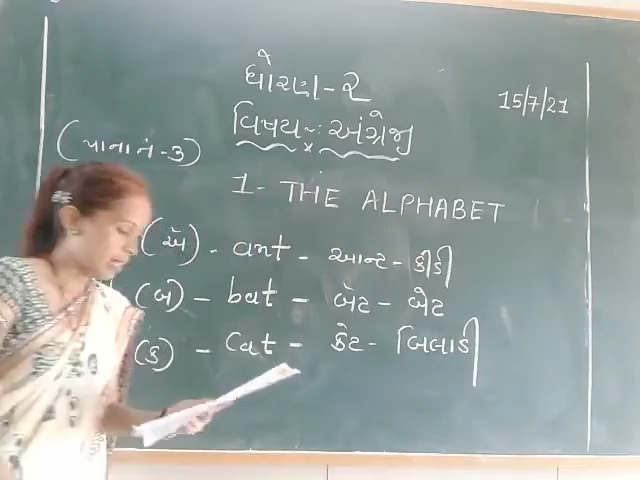 ધોરણ-૨
15/7/21
વિષય:- અંગ્રેજી
(પાના નં-૩)
1- THE ALPHABET
(એ) - ant - આન્ટ - કીડી
(બ) - bat - બૅટ - બેટ
(ક) - Cat - કેટ - બિલાડી